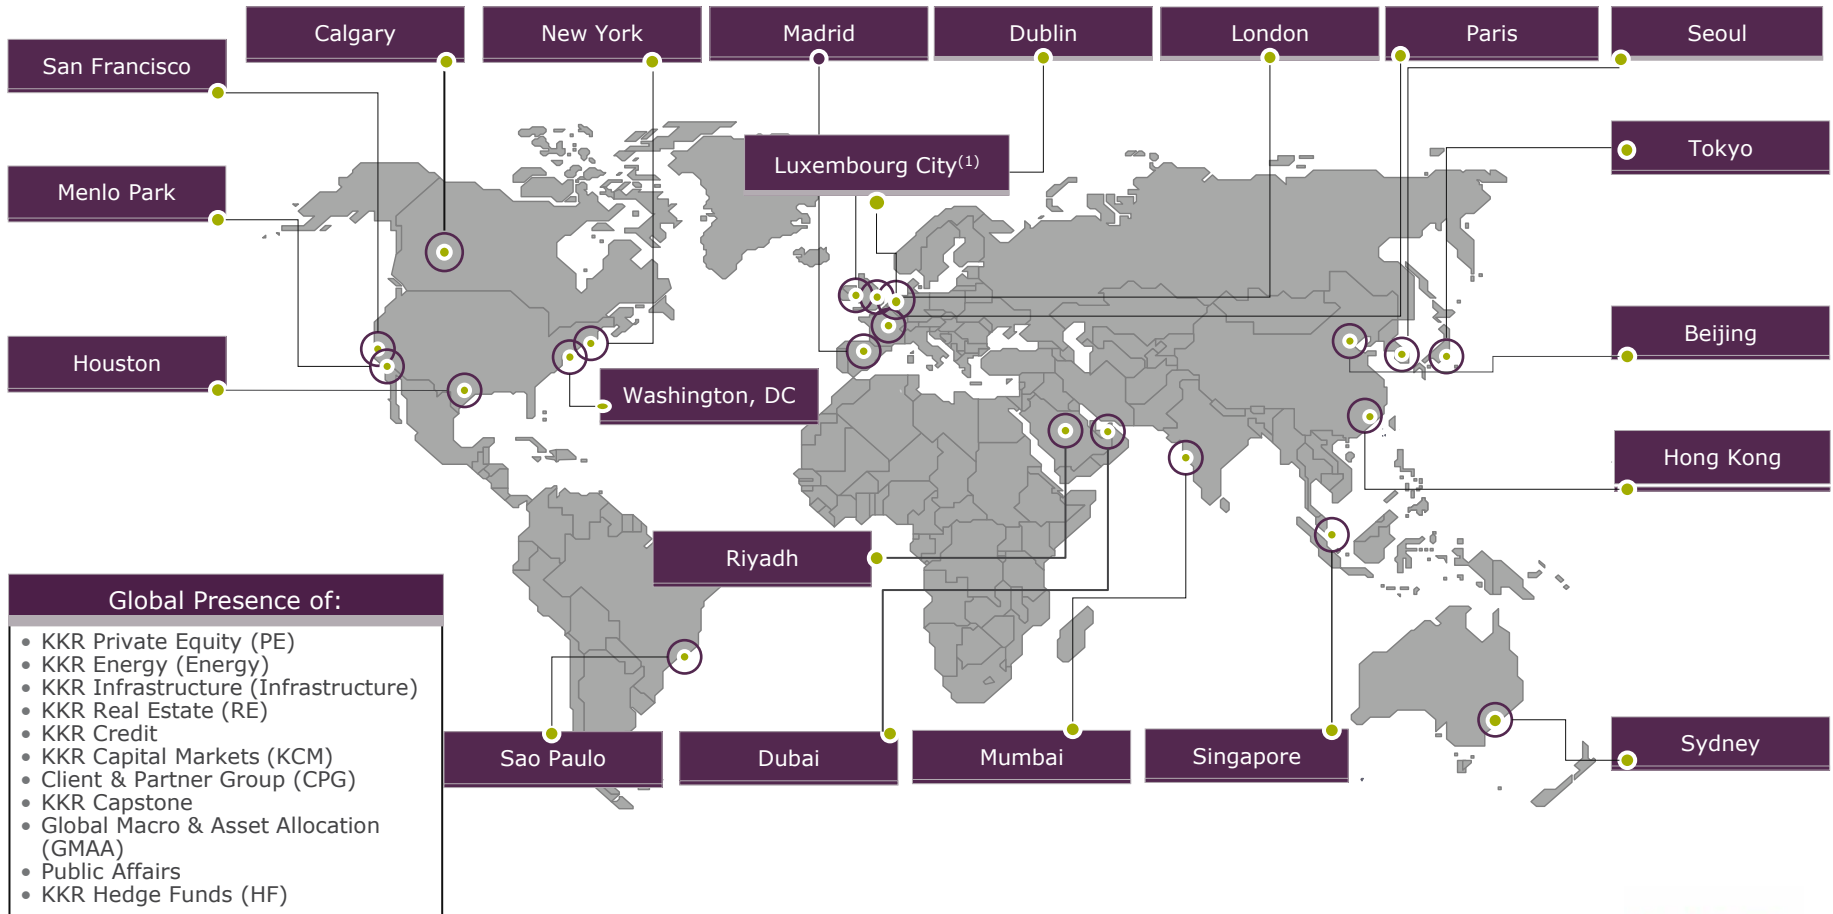 Calgary
New York
Madrid
Dublin
London
Paris
Seoul
San Francisco
Tokyo
Luxembourg City(1)
Menlo Park
Beijing
Houston
Washington, DC
Hong Kong
Riyadh
Sao Paulo
Dubai
Mumbai
Singapore
Sydney
Global Presence of:
• KKR Private Equity (PE)
• KKR Energy (Energy)
• KKR Infrastructure (Infrastructure)
• KKR Real Estate (RE)
• KKR Credit
• KKR Capital Markets (KCM)
• Client & Partner Group (CPG)
• KKR Capstone
• Global Macro & Asset Allocation
(GMAA)
• Public Affairs
• KKR Hedge Funds (HF)